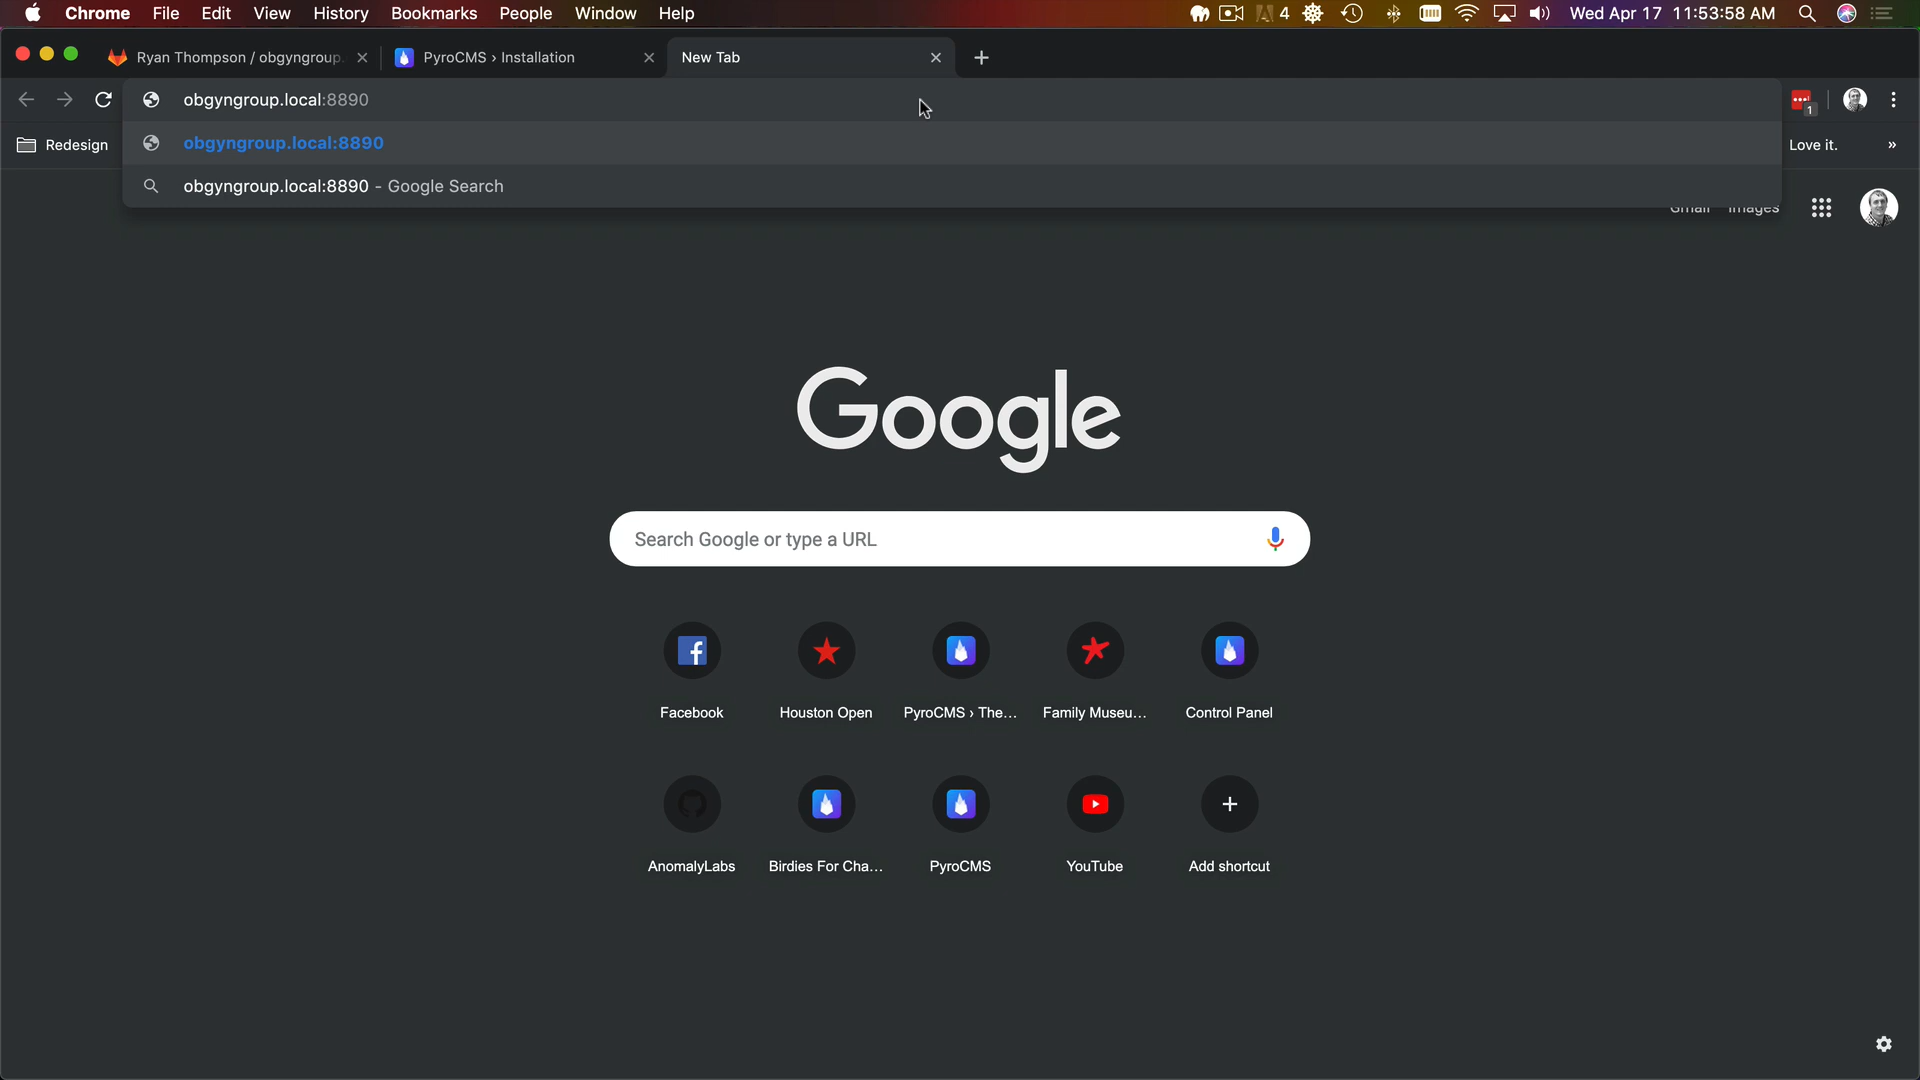 Chrome File Edit View History Bookmarks People Window Help 4 Wed Apr 17 11:53:58 AM
Ryan Thompson / obgyngroup. PyroCMS › Installation New Tab
obgyngroup.local:8890
1
Redesign obgyngroup.local:8890 Love it. »
obgyngroup.local:8890 - Google Search
Gmail Images
Google
Search Google or type a URL
Facebook Houston Open PyroCMS › The... Family Museu... Control Panel
AnomalyLabs Birdies For Cha... PyroCMS YouTube Add shortcut